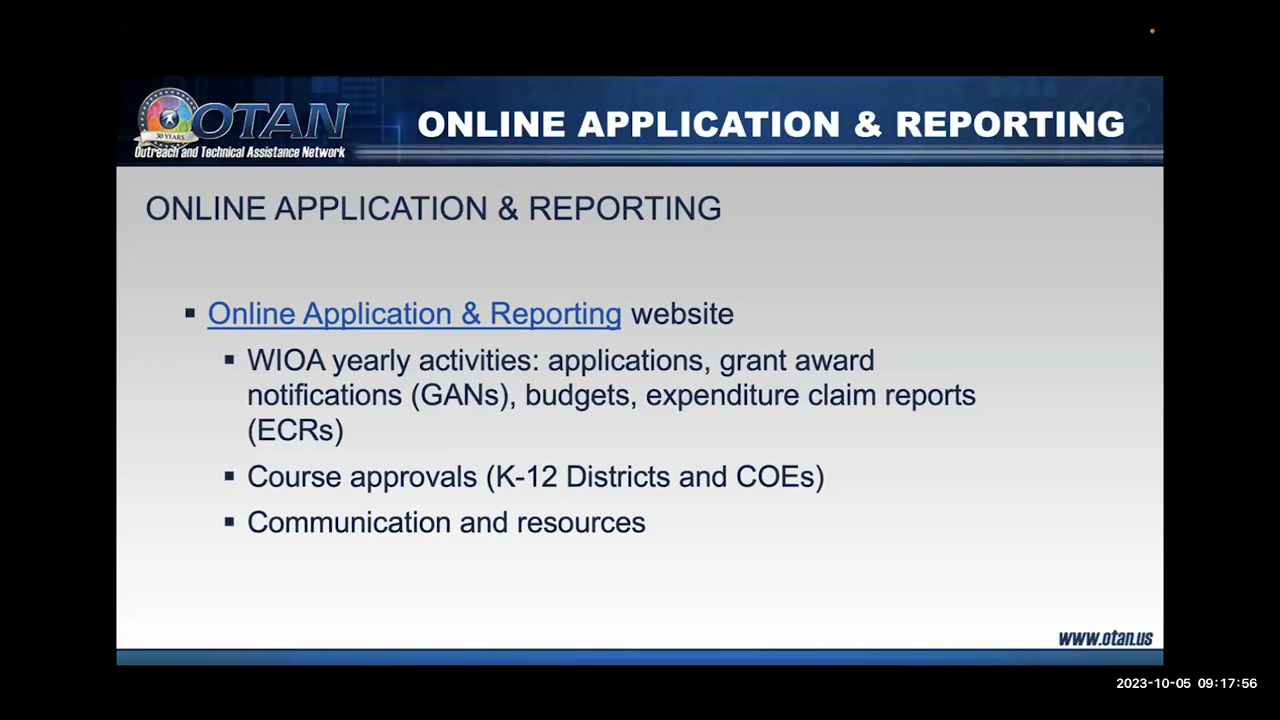 30 YEARS
OTAN
Outreach and Technical Assistance Network
ONLINE APPLICATION & REPORTING
ONLINE APPLICATION & REPORTING
▪ Online Application & Reporting website
▪ WIOA yearly activities: applications, grant award
notifications (GANs), budgets, expenditure claim reports
(ECRs)
▪ Course approvals (K-12 Districts and COEs)
▪ Communication and resources
www.otan.us
2023-10-05 09:17:56